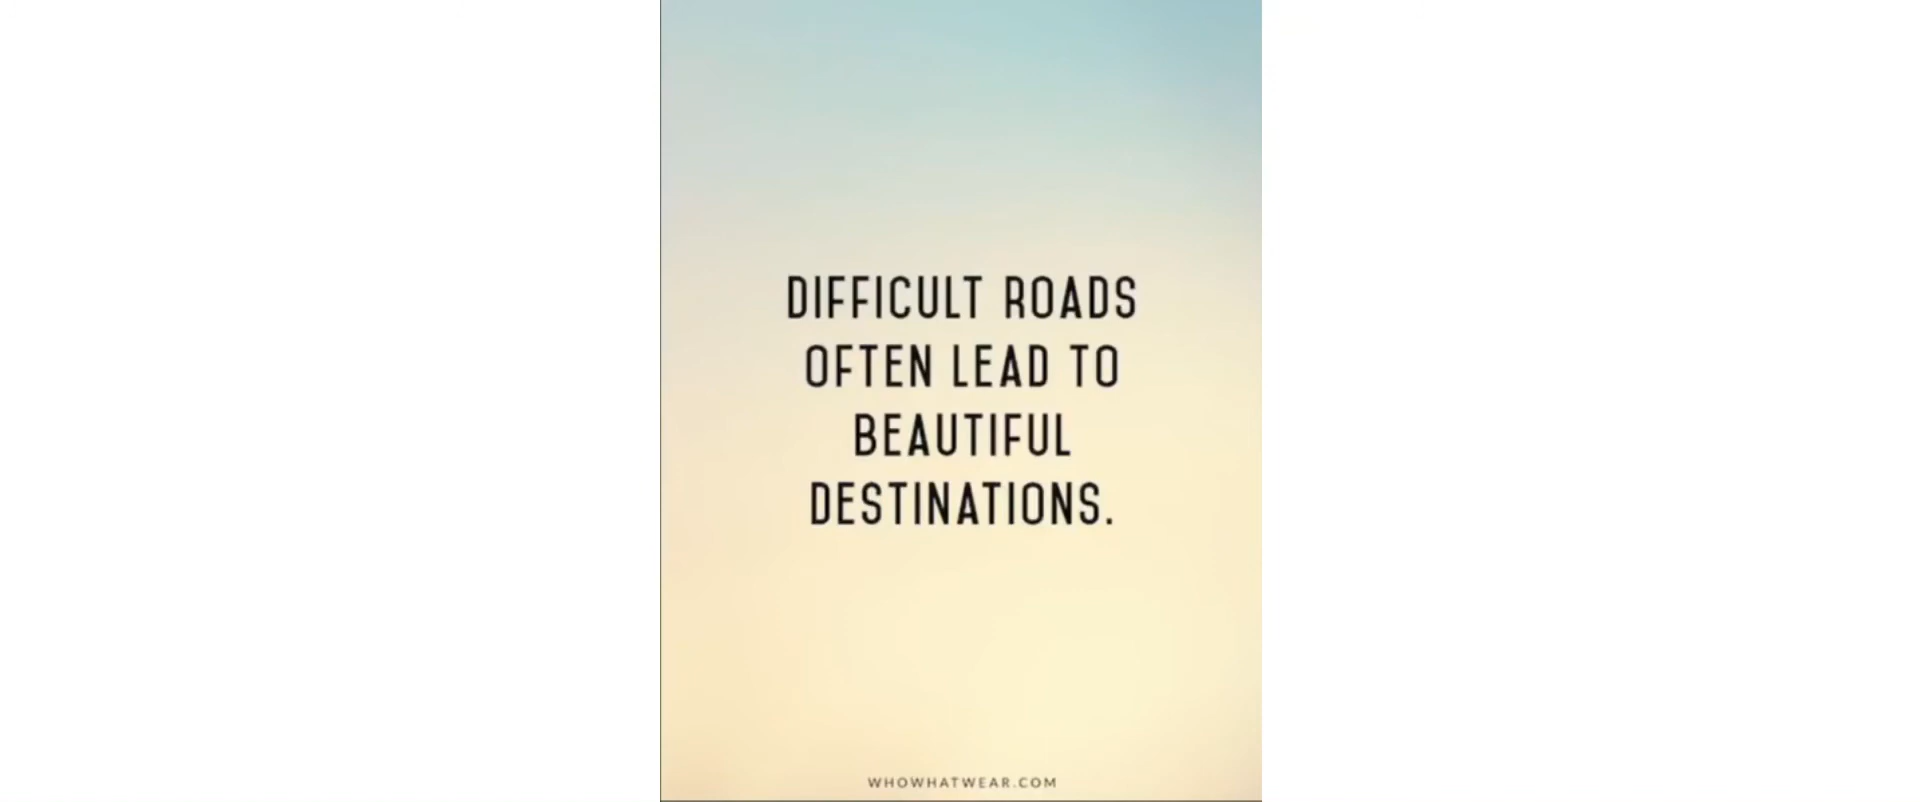 DIFFICULT ROADS
OFTEN LEAD TO
BEAUTIFUL
DESTINATIONS.
WHOWHATWEAR.COM